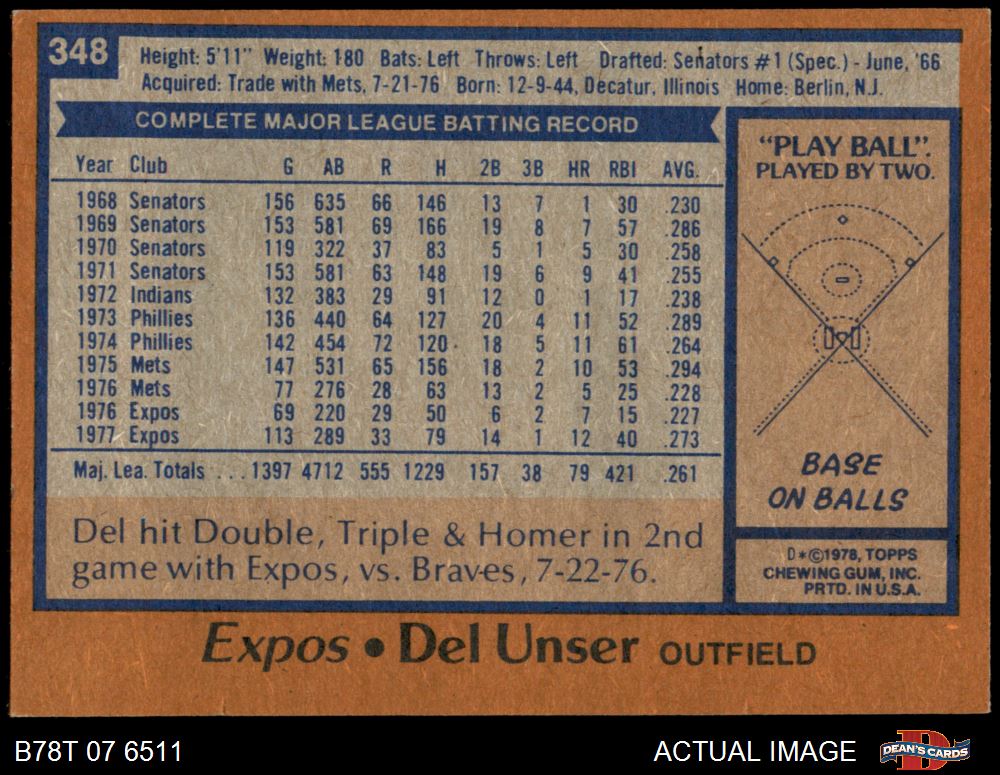 348
Height: 5'11" Weight: 180 Bats: Left Throws: Left Drafted: Senators #1 (Spec.) - June, '66
Acquired: Trade with Mets, 7-21-76 Born: 12-9-44, Decatur, Illinois Home: Berlin, N.J.
COMPLETE MAJOR LEAGUE BATTING RECORD
Year Club G AB R H 2B 3B HR RBI AVG.
1968 Senators 156 635 66 146 13 7 1 30 .230
1969 Senators 153 581 69 166 19 8 7 57 .286
1970 Senators 119 322 37 83 5 1 5 30 .258
1971 Senators 153 581 63 148 19 6 9 41 .255
1972 Indians 132 383 29 91 12 0 1 17 .238
1973 Phillies 136 440 64 127 20 4 11 52 .289
1974 Phillies 142 454 72 120 18 5 11 61 .264
1975 Mets 147 531 65 156 18 2 10 53 .294
1976 Mets 77 276 28 63 13 2 5 25 .228
1976 Expos 69 220 29 50 6 2 7 15 .227
1977 Expos 113 289 33 79 14 1 12 40 .273
Maj. Lea. Totals ...1397 4712 555 1229 157 38 79 421 .261
Del hit Double, Triple & Homer in 2nd
game with Expos, vs. Braves, 7-22-76.
"PLAY BALL".
PLAYED BY TWO.
BASE
ON BALLS
D*©1978, TOPPS
CHEWING GUM, INC.
PRTD. IN U.S.A.
Expos • Del Unser OUTFIELD
B78T 07 6511
ACTUAL IMAGE
DEAN'S CARDS